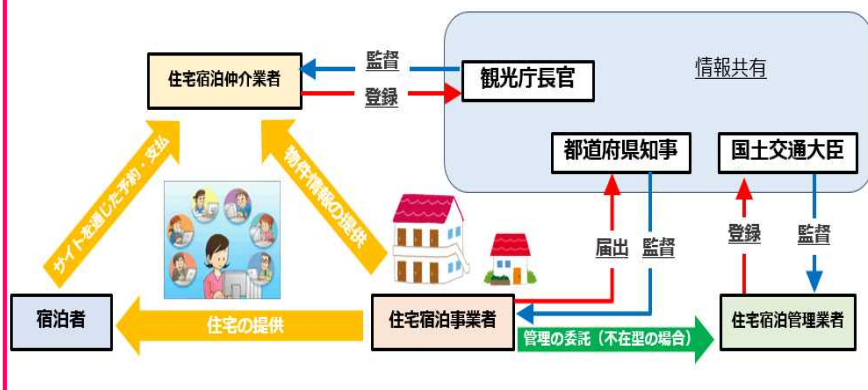 監督
情報共有
住宅宿泊仲介業者
観光庁長官
登録
都道府県知事
国土交通大臣
サイトを通じた予約・支払
物件情報の提供
届出
監督
登録
監督
宿泊者
住宅の提供
住宅宿泊事業者
管理の委託（不在型の場合）
住宅宿泊管理業者